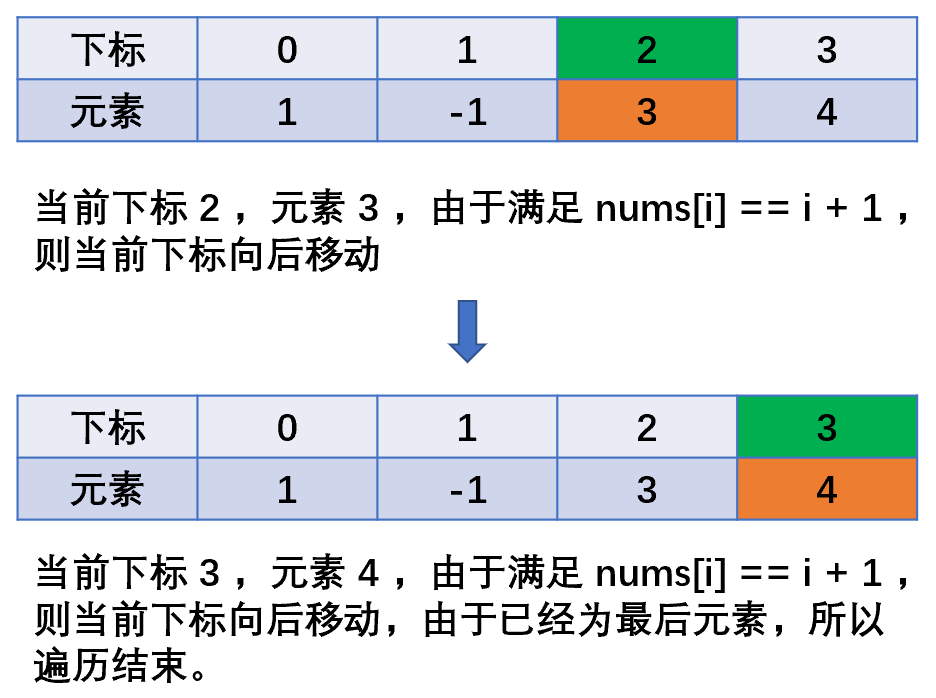 下标 0 1 2 3
元素 1 -1 3 4
当前下标 2 ，元素 3 ，由于满足 nums[i] == i + 1 ，
则当前下标向后移动
下标 0 1 2 3
元素 1 -1 3 4
当前下标 3 ，元素 4 ，由于满足 nums[i] == i + 1 ，
则当前下标向后移动，由于已经为最后元素，所以
遍历结束。